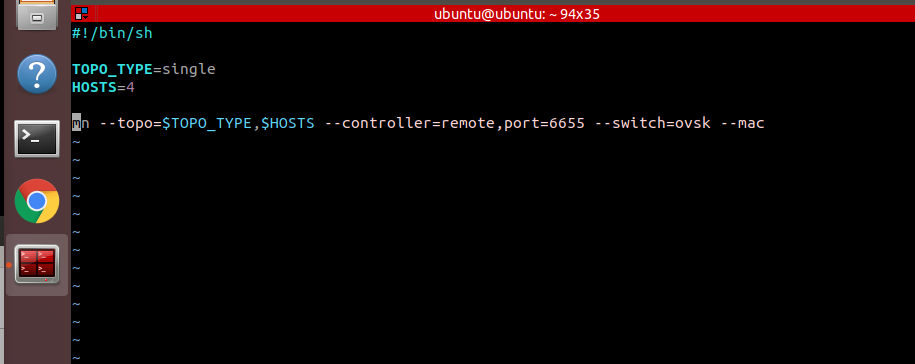 ubuntu@ubuntu: ~ 94x35
#!/bin/sh
TOPO_TYPE=single
HOSTS=4
mn --topo=$TOPO_TYPE,$HOSTS --controller=remote,port=6655 --switch=ovsk --mac
~
~
~
~
~
~
~
~
~
~
~
~
~